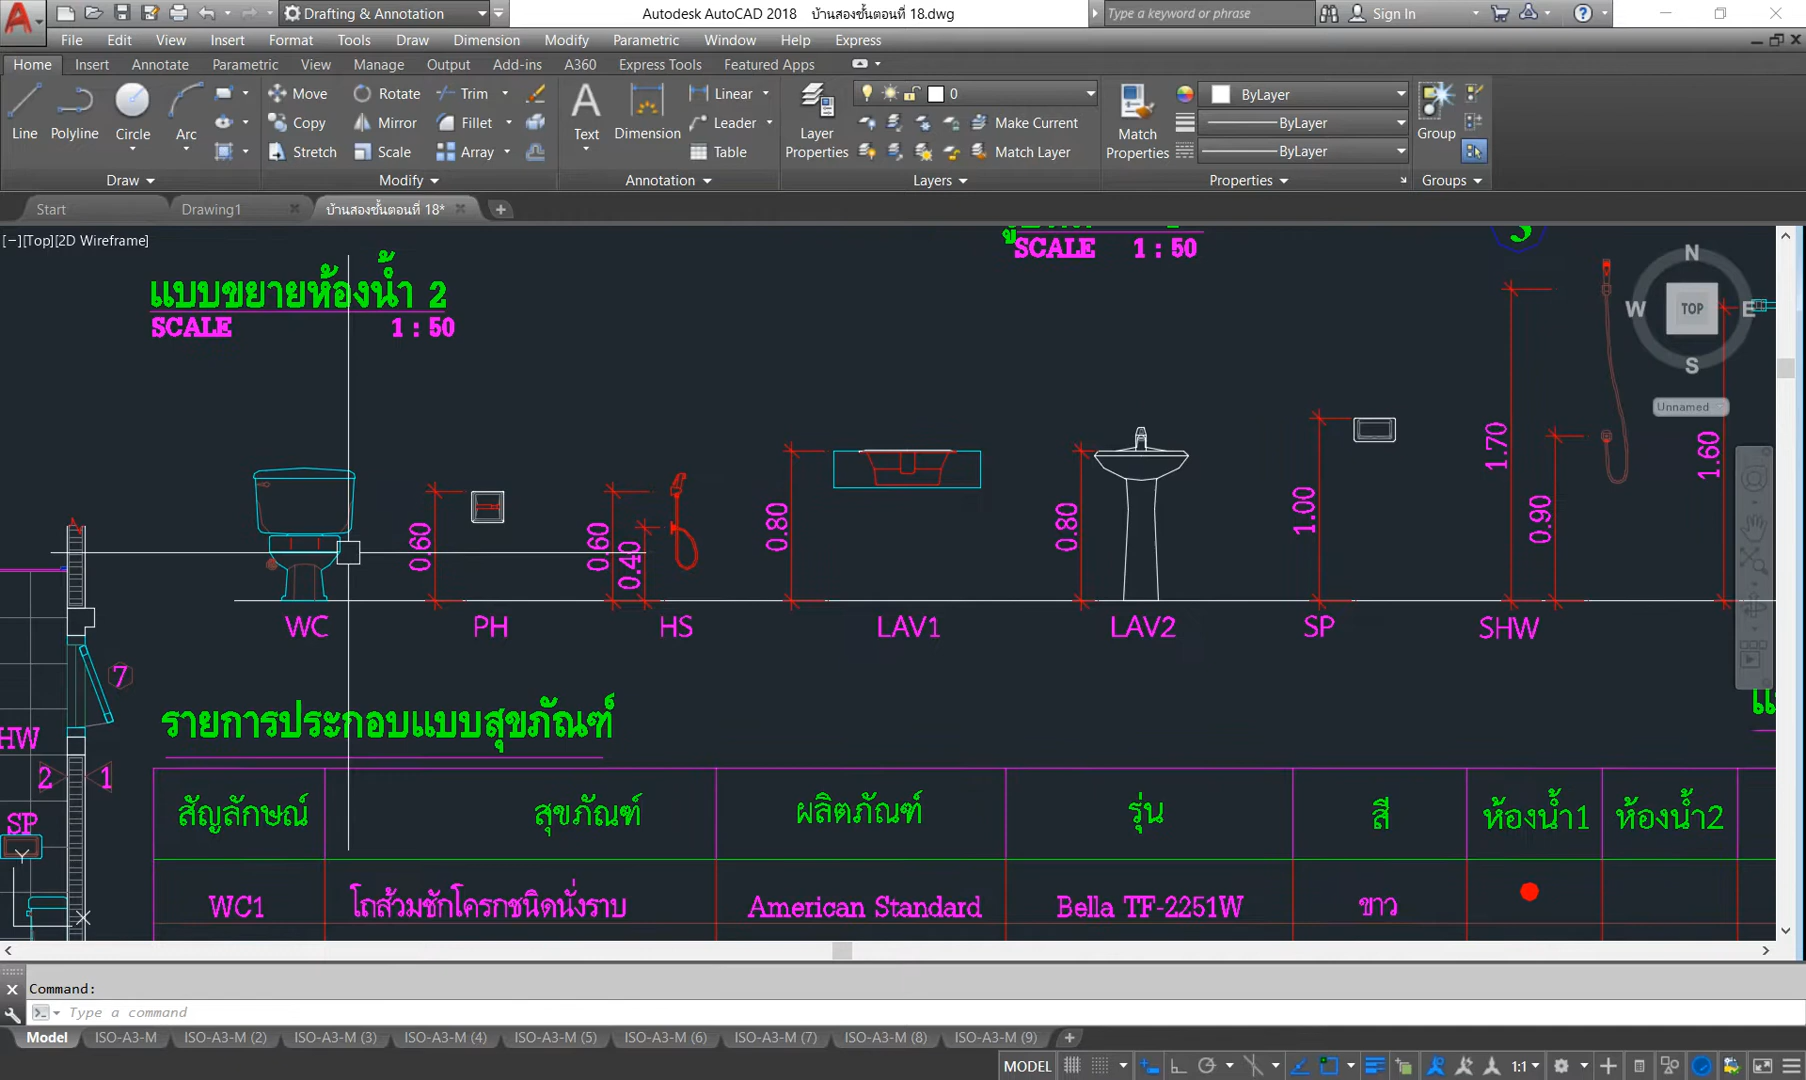 Drafting & Annotation
Autodesk AutoCAD 2018 บ้านสองชั้นตอนที่ 18.dwg
Type a keyword or phrase
Sign In
File Edit View Insert Format Tools Draw Dimension Modify Parametric Window Help Express
Home Insert Annotate Parametric View Manage Output Add-ins A360 Express Tools Featured Apps
Line Polyline Circle Arc
Move Rotate Trim
Copy Mirror Fillet
Stretch Scale Array
Text Dimension
Linear
Leader
Table
Layer Properties
0
Make Current
Match Layer
Match Properties
ByLayer
ByLayer
ByLayer
Group
Draw Modify Annotation Layers Properties Groups
Start Drawing1 บ้านสองชั้นตอนที่ 18*
[−][Top][2D Wireframe]
SCALE 1 : 50
3
แบบขยายห้องน้ำ 2
SCALE 1 : 50
N
W TOP E
S
Unnamed
0.60 0.60 0.40 0.80 0.80 1.00 1.70 0.90 1.60
WC PH HS LAV1 LAV2 SP SHW
7
HW
2 1
SP
รายการประกอบแบบสุขภัณฑ์
สัญลักษณ์ สุขภัณฑ์ ผลิตภัณฑ์ รุ่น สี ห้องน้ำ1 ห้องน้ำ2
WC1 โถส้วมชักโครกชนิดนั่งราบ American Standard Bella TF-2251W ขาว
Y
X
Command:
Type a command
Model ISO-A3-M ISO-A3-M (2) ISO-A3-M (3) ISO-A3-M (4) ISO-A3-M (5) ISO-A3-M (6) ISO-A3-M (7) ISO-A3-M (8) ISO-A3-M (9)
MODEL 1:1